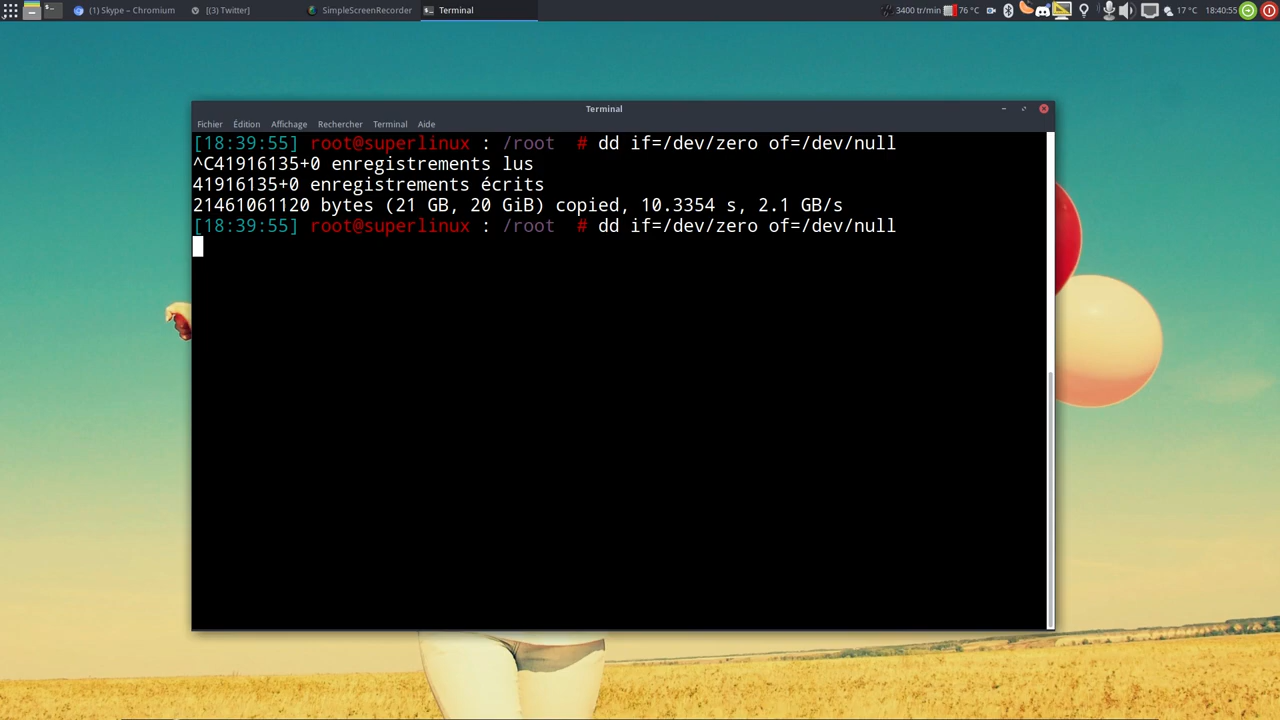 (1) Skype – Chromium
[(3) Twitter]
SimpleScreenRecorder
Terminal
3400 tr/min
76 °C
17 °C
18:40:55
Terminal
Fichier Édition Affichage Rechercher Terminal Aide
[18:39:55] root@superlinux : /root # dd if=/dev/zero of=/dev/null
^C41916135+0 enregistrements lus
41916135+0 enregistrements écrits
21461061120 bytes (21 GB, 20 GiB) copied, 10.3354 s, 2.1 GB/s
[18:39:55] root@superlinux : /root # dd if=/dev/zero of=/dev/null